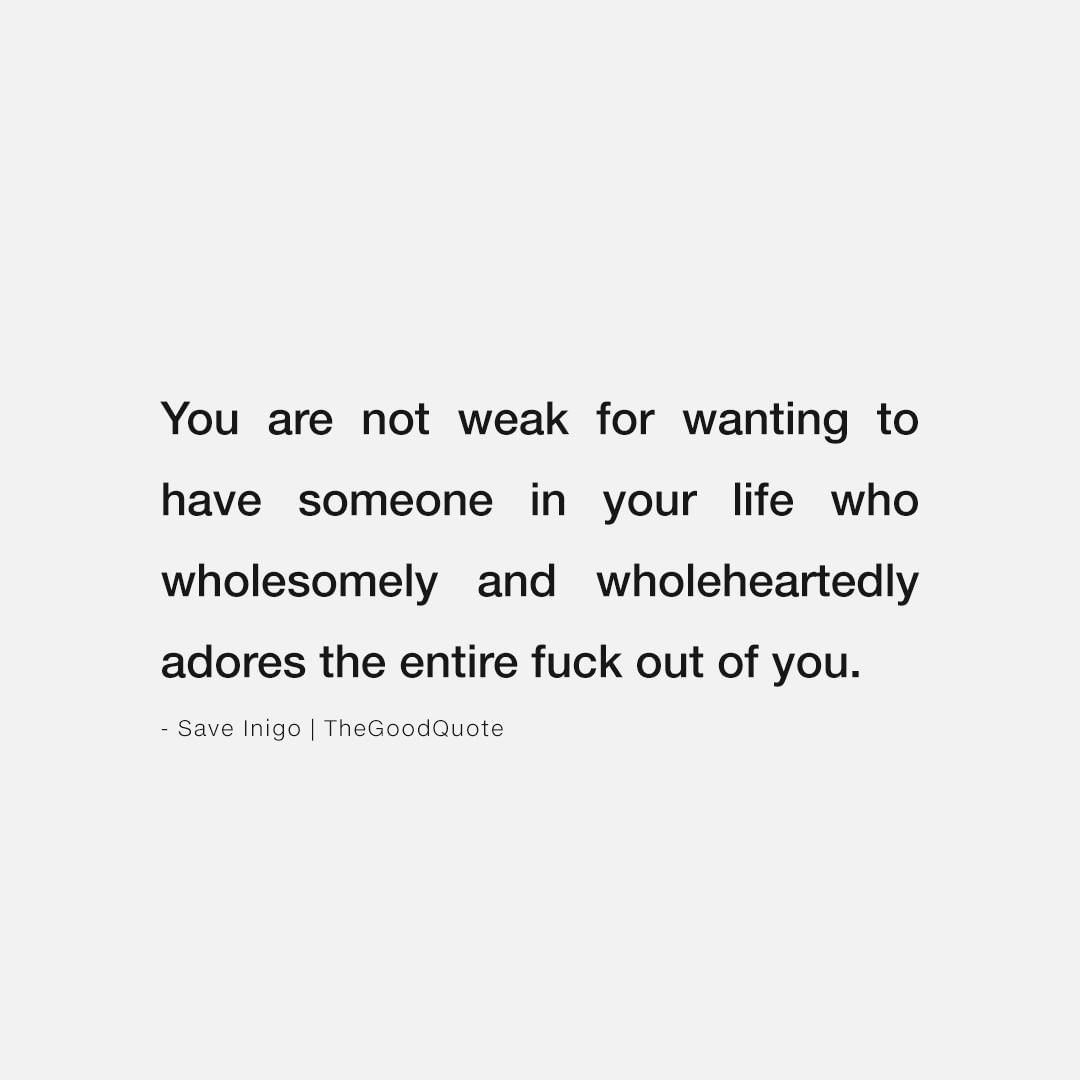 You are not weak for wanting to
have someone in your life who
wholesomely and wholeheartedly
adores the entire fuck out of you.
- Save Inigo | TheGoodQuote